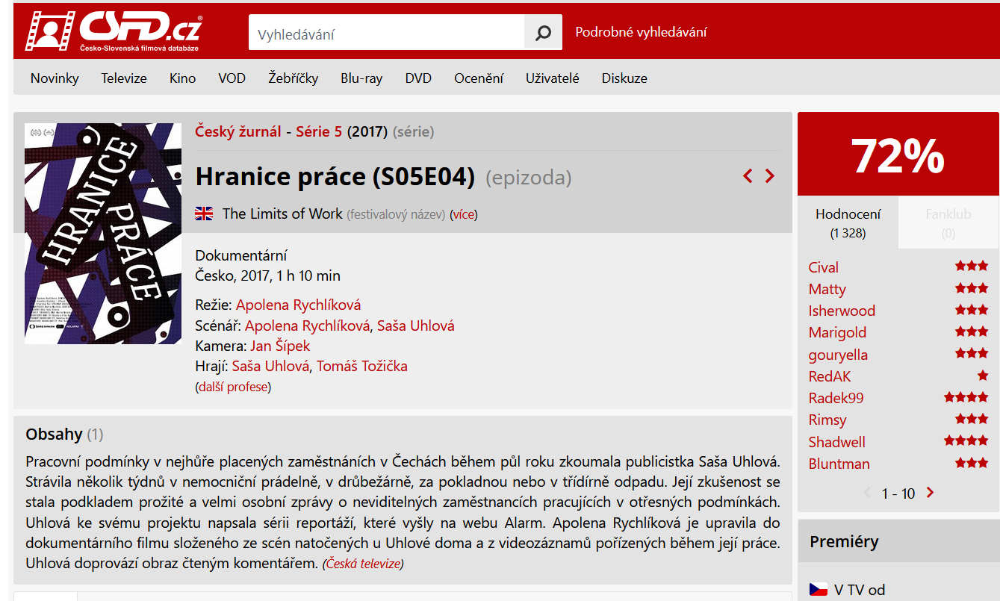 ČSFD.cz®
Česko-Slovenská filmová databáze
Vyhledávání
Podrobné vyhledávání
Novinky Televize Kino VOD Žebříčky Blu-ray DVD Ocenění Uživatelé Diskuze
HRANICE
PRÁCE
Český žurnál - Série 5 (2017) (série)
Hranice práce (S05E04) (epizoda)
The Limits of Work (festivalový název) (více)
Dokumentární
Česko, 2017, 1 h 10 min
Režie: Apolena Rychlíková
Scénář: Apolena Rychlíková, Saša Uhlová
Kamera: Jan Šípek
Hrají: Saša Uhlová, Tomáš Tožička
(další profese)
Obsahy (1)
Pracovní podmínky v nejhůře placených zaměstnáních v Čechách během půl roku zkoumala publicistka Saša Uhlová.
Strávila několik týdnů v nemocniční prádelně, v drůbežárně, za pokladnou nebo v třídírně odpadu. Její zkušenost se
stala podkladem prožité a velmi osobní zprávy o neviditelných zaměstnancích pracujících v otřesných podmínkách.
Uhlová ke svému projektu napsala sérii reportáží, které vyšly na webu Alarm. Apolena Rychlíková je upravila do
dokumentárního filmu složeného ze scén natočených u Uhlové doma a z videozáznamů pořízených během její práce.
Uhlová doprovází obraz čteným komentářem. (Česká televize)
72%
Hodnocení
(1 328)
Fanklub
(0)
Cival
Matty
Isherwood
Marigold
gouryella
RedAK
Radek99
Rimsy
Shadwell
Bluntman
1 - 10
Premiéry
V TV od